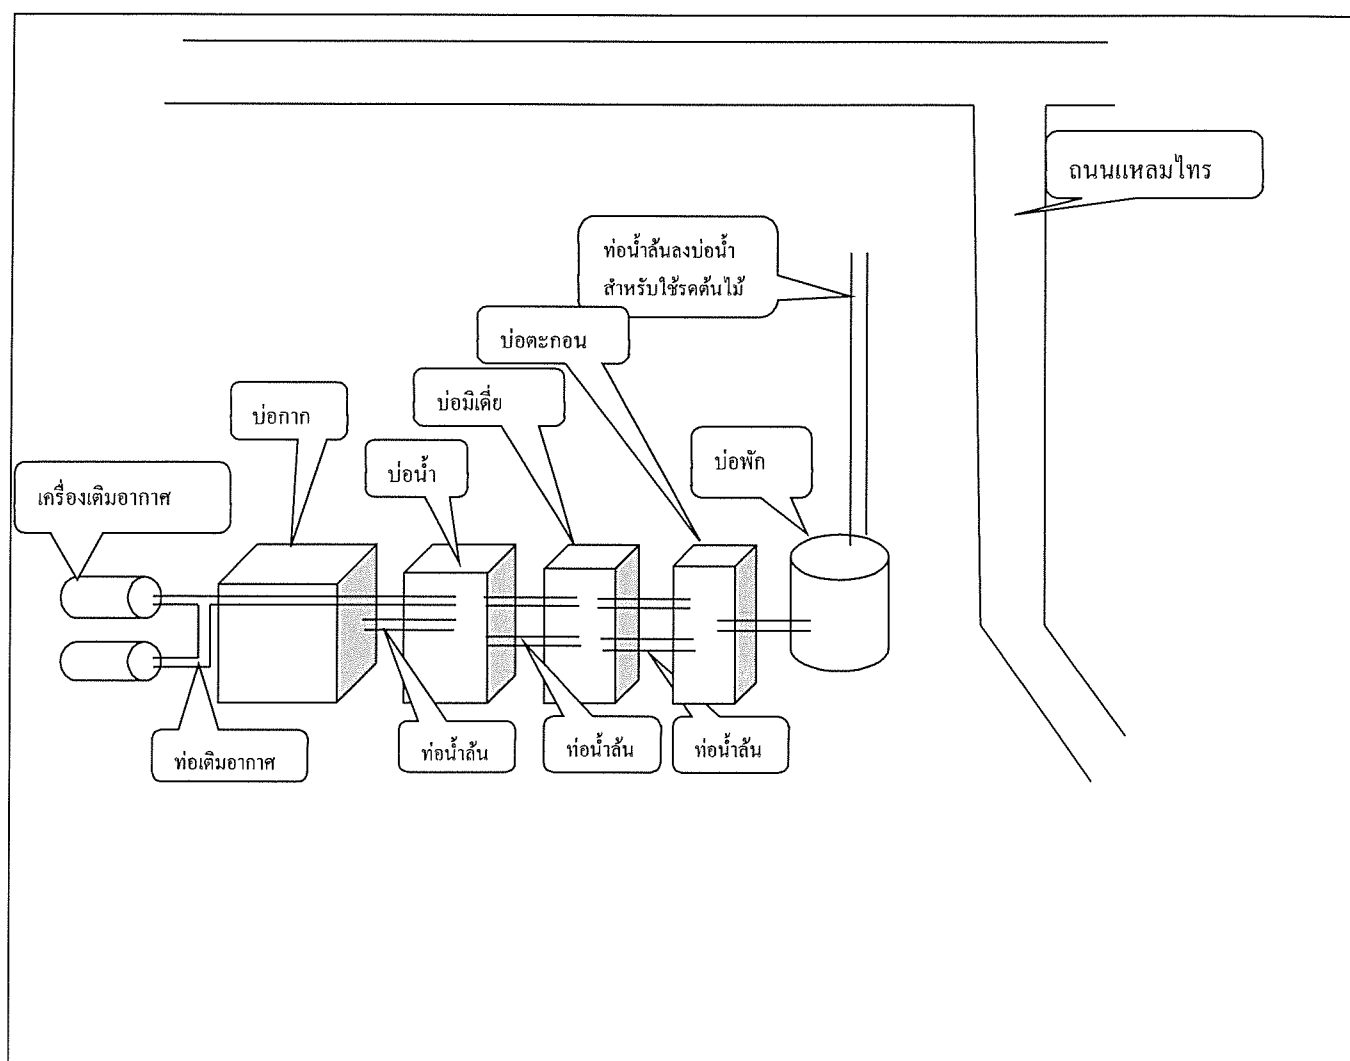 ถนนแหลมไทร
ท่อน้ำล้นลงบ่อน้ำ
สำหรับใช้รดต้นไม้
บ่อตะกอน
บ่อมิเดี่ย
บ่อกาก
บ่อน้ำ
บ่อพัก
เครื่องเติมอากาศ
ท่อเติมอากาศ
ท่อน้ำล้น
ท่อน้ำล้น
ท่อน้ำล้น